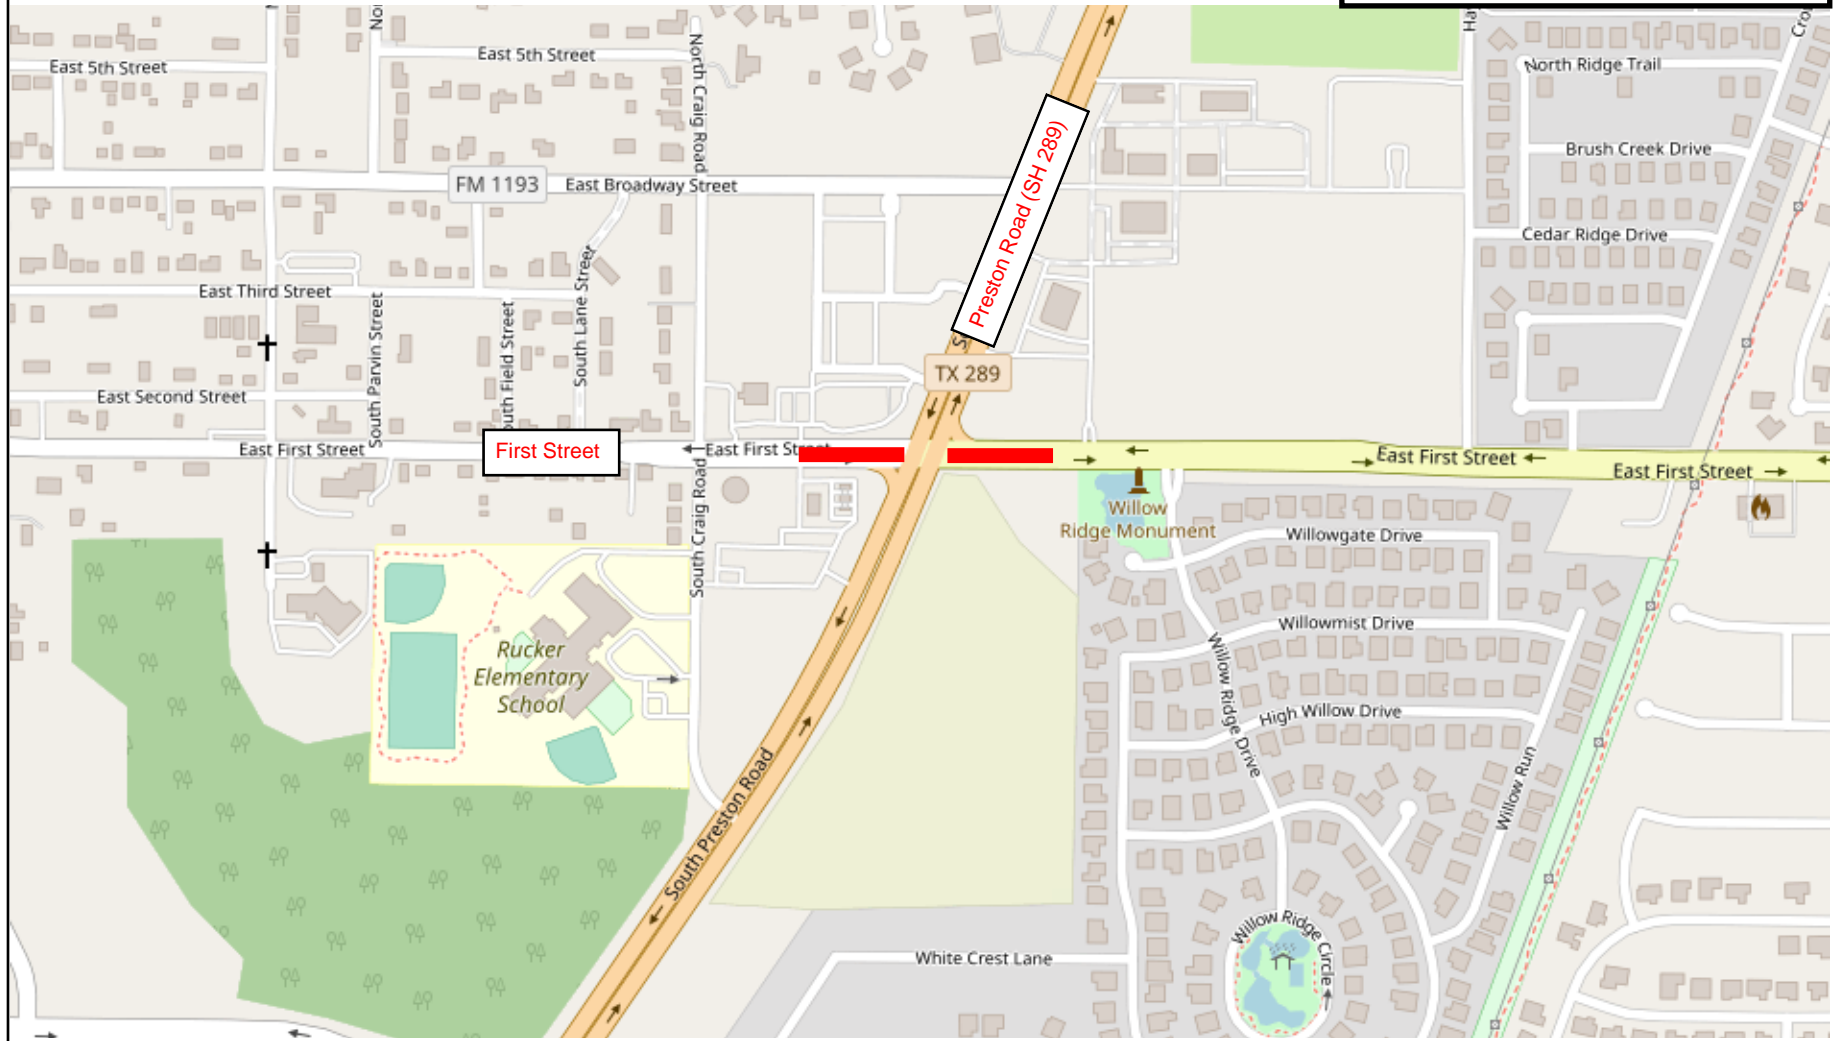 East 5th Street
East 5th Street
North Craig Road
North Ridge Trail
Brush Creek Drive
FM 1193
East Broadway Street
Preston Road (SH 289)
Cedar Ridge Drive
East Third Street
South Parvin Street
South Lane Street
TX 289
East Second Street
East First Street
First Street
East First Street
East First Street
East First Street
South Craig Road
Willow
Ridge Monument
Willowgate Drive
Willowmist Drive
Rucker
Elementary
School
Willow Ridge Drive
High Willow Drive
Willow Run
South Preston Road
White Crest Lane
Willow Ridge Circle